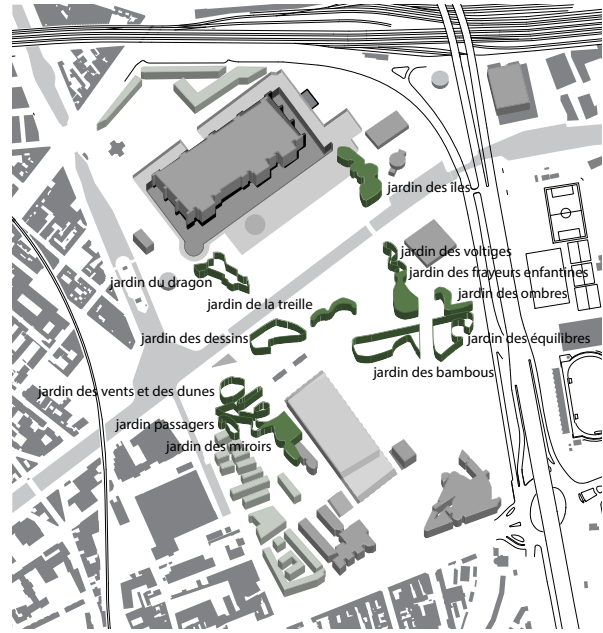 jardin des îles
jardin des voltiges
jardin des frayeurs enfantines
jardin du dragon
jardin des ombres
jardin de la treille
jardin des dessins
jardin des équilibres
jardin des bambous
jardin des vents et des dunes
jardin passagers
jardin des miroirs